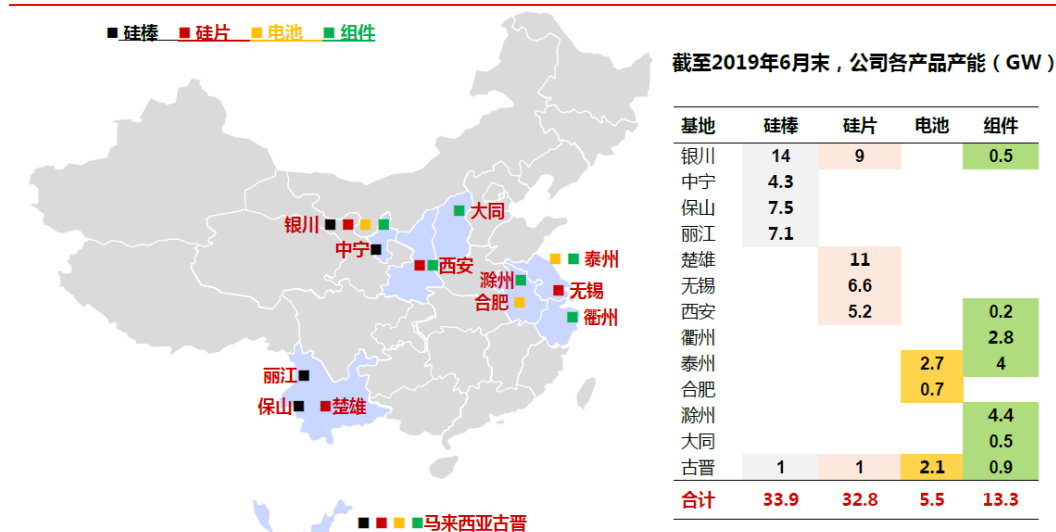 硅棒 硅片 电池 组件
银川
中宁
大同
西安
泰州
滁州
无锡
合肥
衢州
丽江
保山
楚雄
马来西亚古晋
截至2019年6月末，公司各产品产能（GW）
基地 硅棒 硅片 电池 组件
银川 14 9 0.5
中宁 4.3
保山 7.5
丽江 7.1
楚雄 11
无锡 6.6
西安 5.2 0.2
衢州 2.8
泰州 2.7 4
合肥 0.7
滁州 4.4
大同 0.5
古晋 1 1 2.1 0.9
合计 33.9 32.8 5.5 13.3